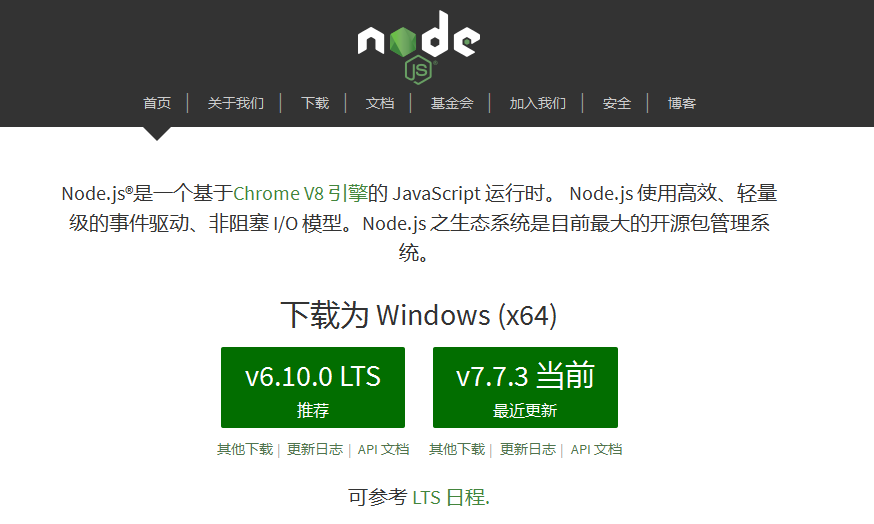 node
JS
首页 | 关于我们 | 下载 | 文档 | 基金会 | 加入我们 | 安全 | 博客
Node.js®是一个基于Chrome V8 引擎的 JavaScript 运行时。 Node.js 使用高效、轻量
级的事件驱动、非阻塞 I/O 模型。Node.js 之生态系统是目前最大的开源包管理系
统。
下载为 Windows (x64)
v6.10.0 LTS
推荐
v7.7.3 当前
最近更新
其他下载 | 更新日志 | API 文档
其他下载 | 更新日志 | API 文档
可参考 LTS 日程.